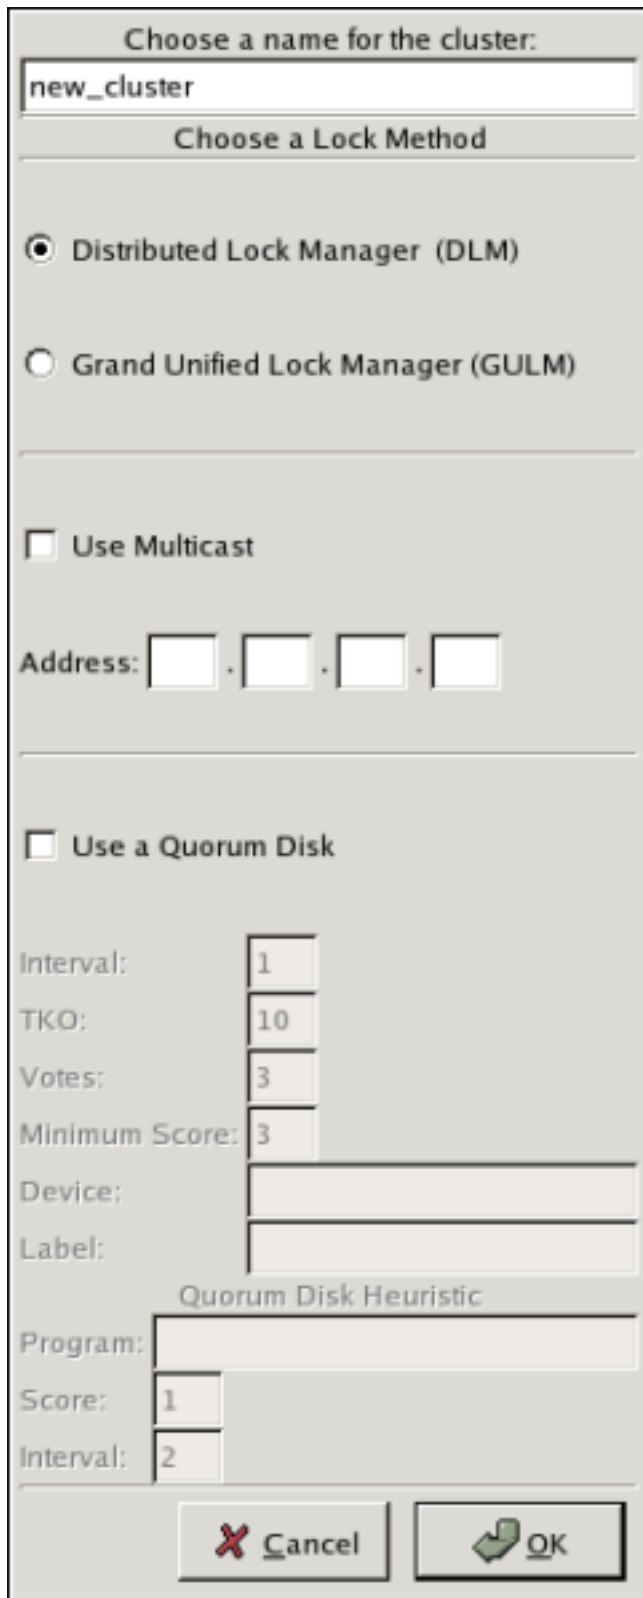 Choose a name for the cluster:
new_cluster
Choose a Lock Method
Distributed Lock Manager (DLM)
Grand Unified Lock Manager (GULM)
Use Multicast
Address: . . .
Use a Quorum Disk
Interval: 1
TKO: 10
Votes: 3
Minimum Score: 3
Device:
Label:
Quorum Disk Heuristic
Program:
Score: 1
Interval: 2
Cancel OK